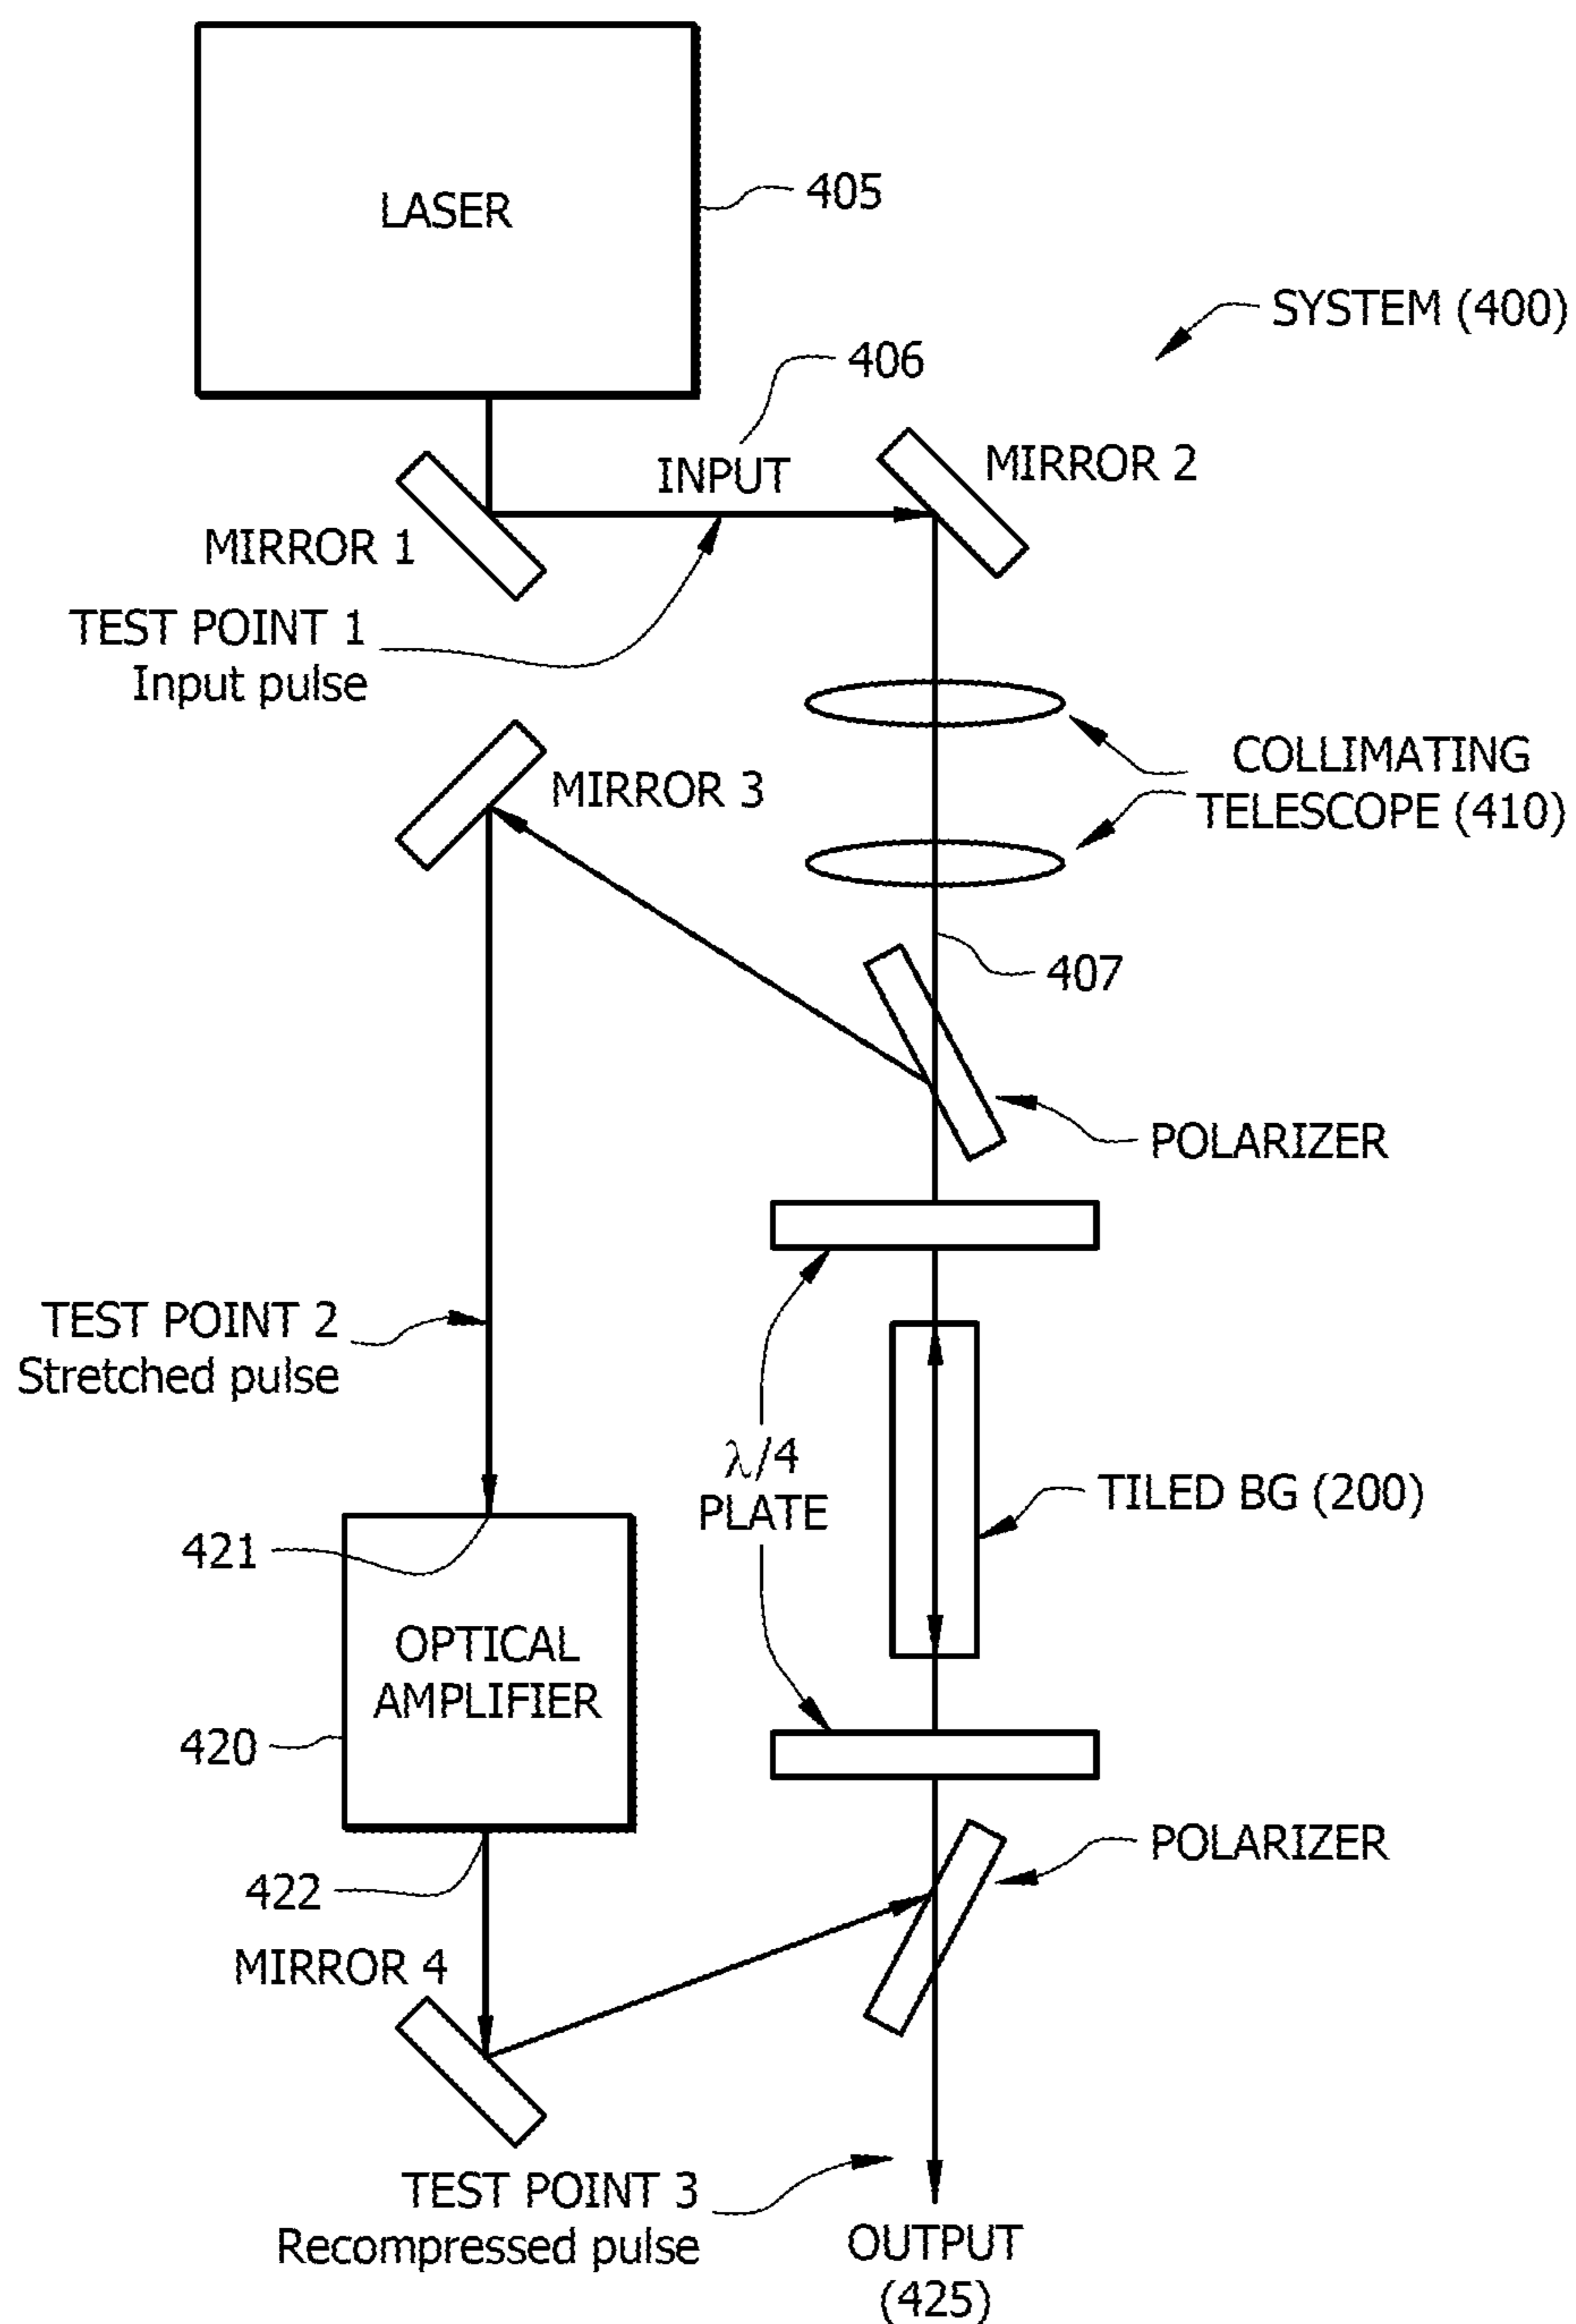 LASER
405
SYSTEM (400)
406
INPUT
MIRROR 2
MIRROR 1
TEST POINT 1
Input pulse
MIRROR 3
COLLIMATING
TELESCOPE (410)
407
POLARIZER
TEST POINT 2
Stretched pulse
λ/4
PLATE
TILED BG (200)
421
OPTICAL
AMPLIFIER
420
POLARIZER
422
MIRROR 4
TEST POINT 3
Recompressed pulse
OUTPUT
(425)